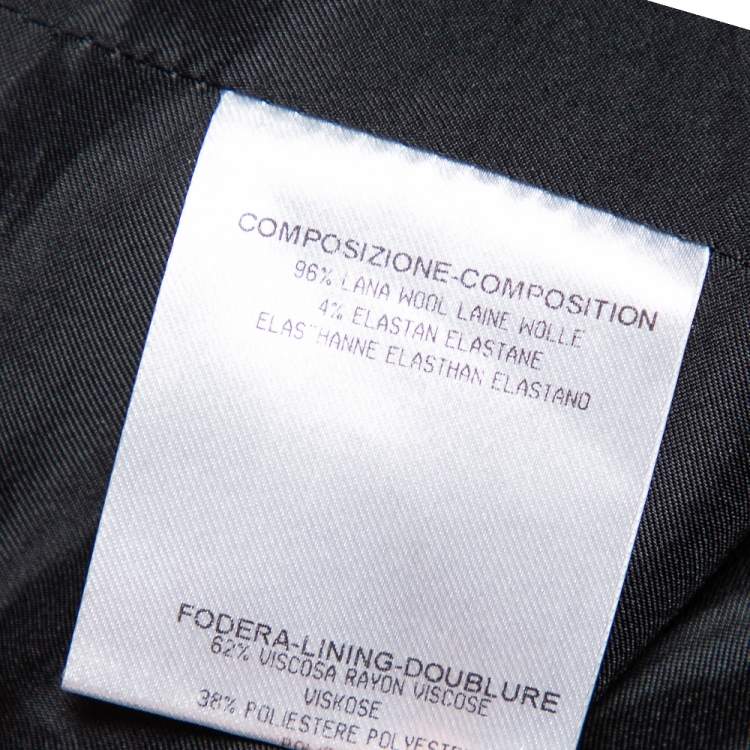 COMPOSIZIONE-COMPOSITION
96% LANA WOOL LAINE WOLLE
4% ELASTAN ELASTANE
ELASTHANNE ELASTHAN ELASTANO
FODERA-LINING-DOUBLURE
62% VISCOSA RAYON VISCOSE
VISKOSE
38% POLIESTERE POLYESTER